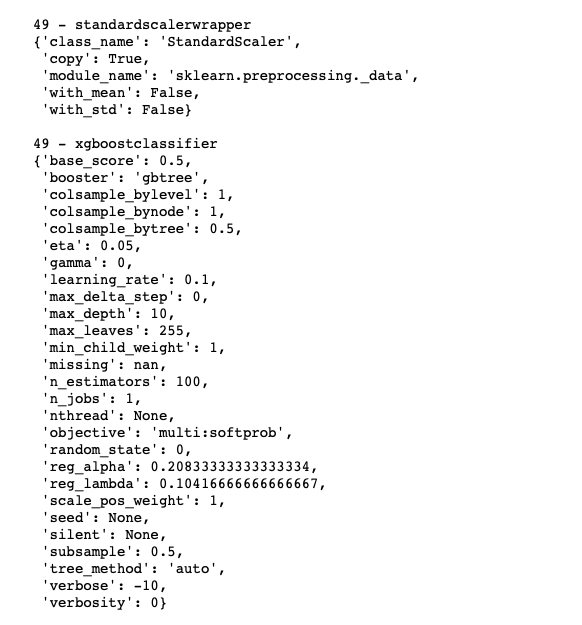 49 - standardscalerwrapper
{'class_name': 'StandardScaler',
 'copy': True,
 'module_name': 'sklearn.preprocessing._data',
 'with_mean': False,
 'with_std': False}

49 - xgboostclassifier
{'base_score': 0.5,
 'booster': 'gbtree',
 'colsample_bylevel': 1,
 'colsample_bynode': 1,
 'colsample_bytree': 0.5,
 'eta': 0.05,
 'gamma': 0,
 'learning_rate': 0.1,
 'max_delta_step': 0,
 'max_depth': 10,
 'max_leaves': 255,
 'min_child_weight': 1,
 'missing': nan,
 'n_estimators': 100,
 'n_jobs': 1,
 'nthread': None,
 'objective': 'multi:softprob',
 'random_state': 0,
 'reg_alpha': 0.20833333333333334,
 'reg_lambda': 0.10416666666666667,
 'scale_pos_weight': 1,
 'seed': None,
 'silent': None,
 'subsample': 0.5,
 'tree_method': 'auto',
 'verbose': -10,
 'verbosity': 0}